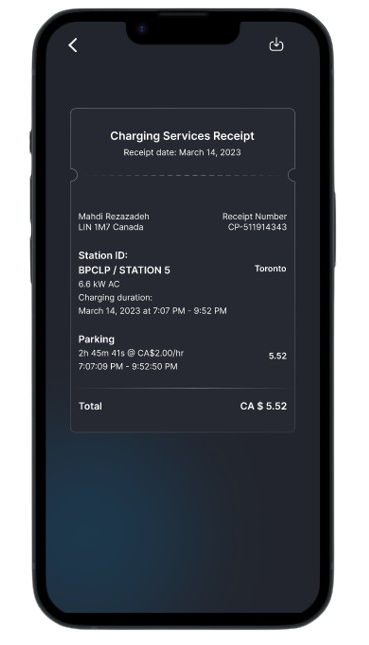 Charging Services Receipt
Receipt date: March 14, 2023
Mahdi Rezazadeh
LIN 1M7 Canada
Receipt Number
CP-511914343
Station ID:
BPCLP / STATION 5
Toronto
6.6 kW AC
Charging duration:
March 14, 2023 at 7:07 PM - 9:52 PM
Parking
2h 45m 41s @ CA$2.00/hr
5.52
7:07:09 PM - 9:52:50 PM
Total
CA $ 5.52